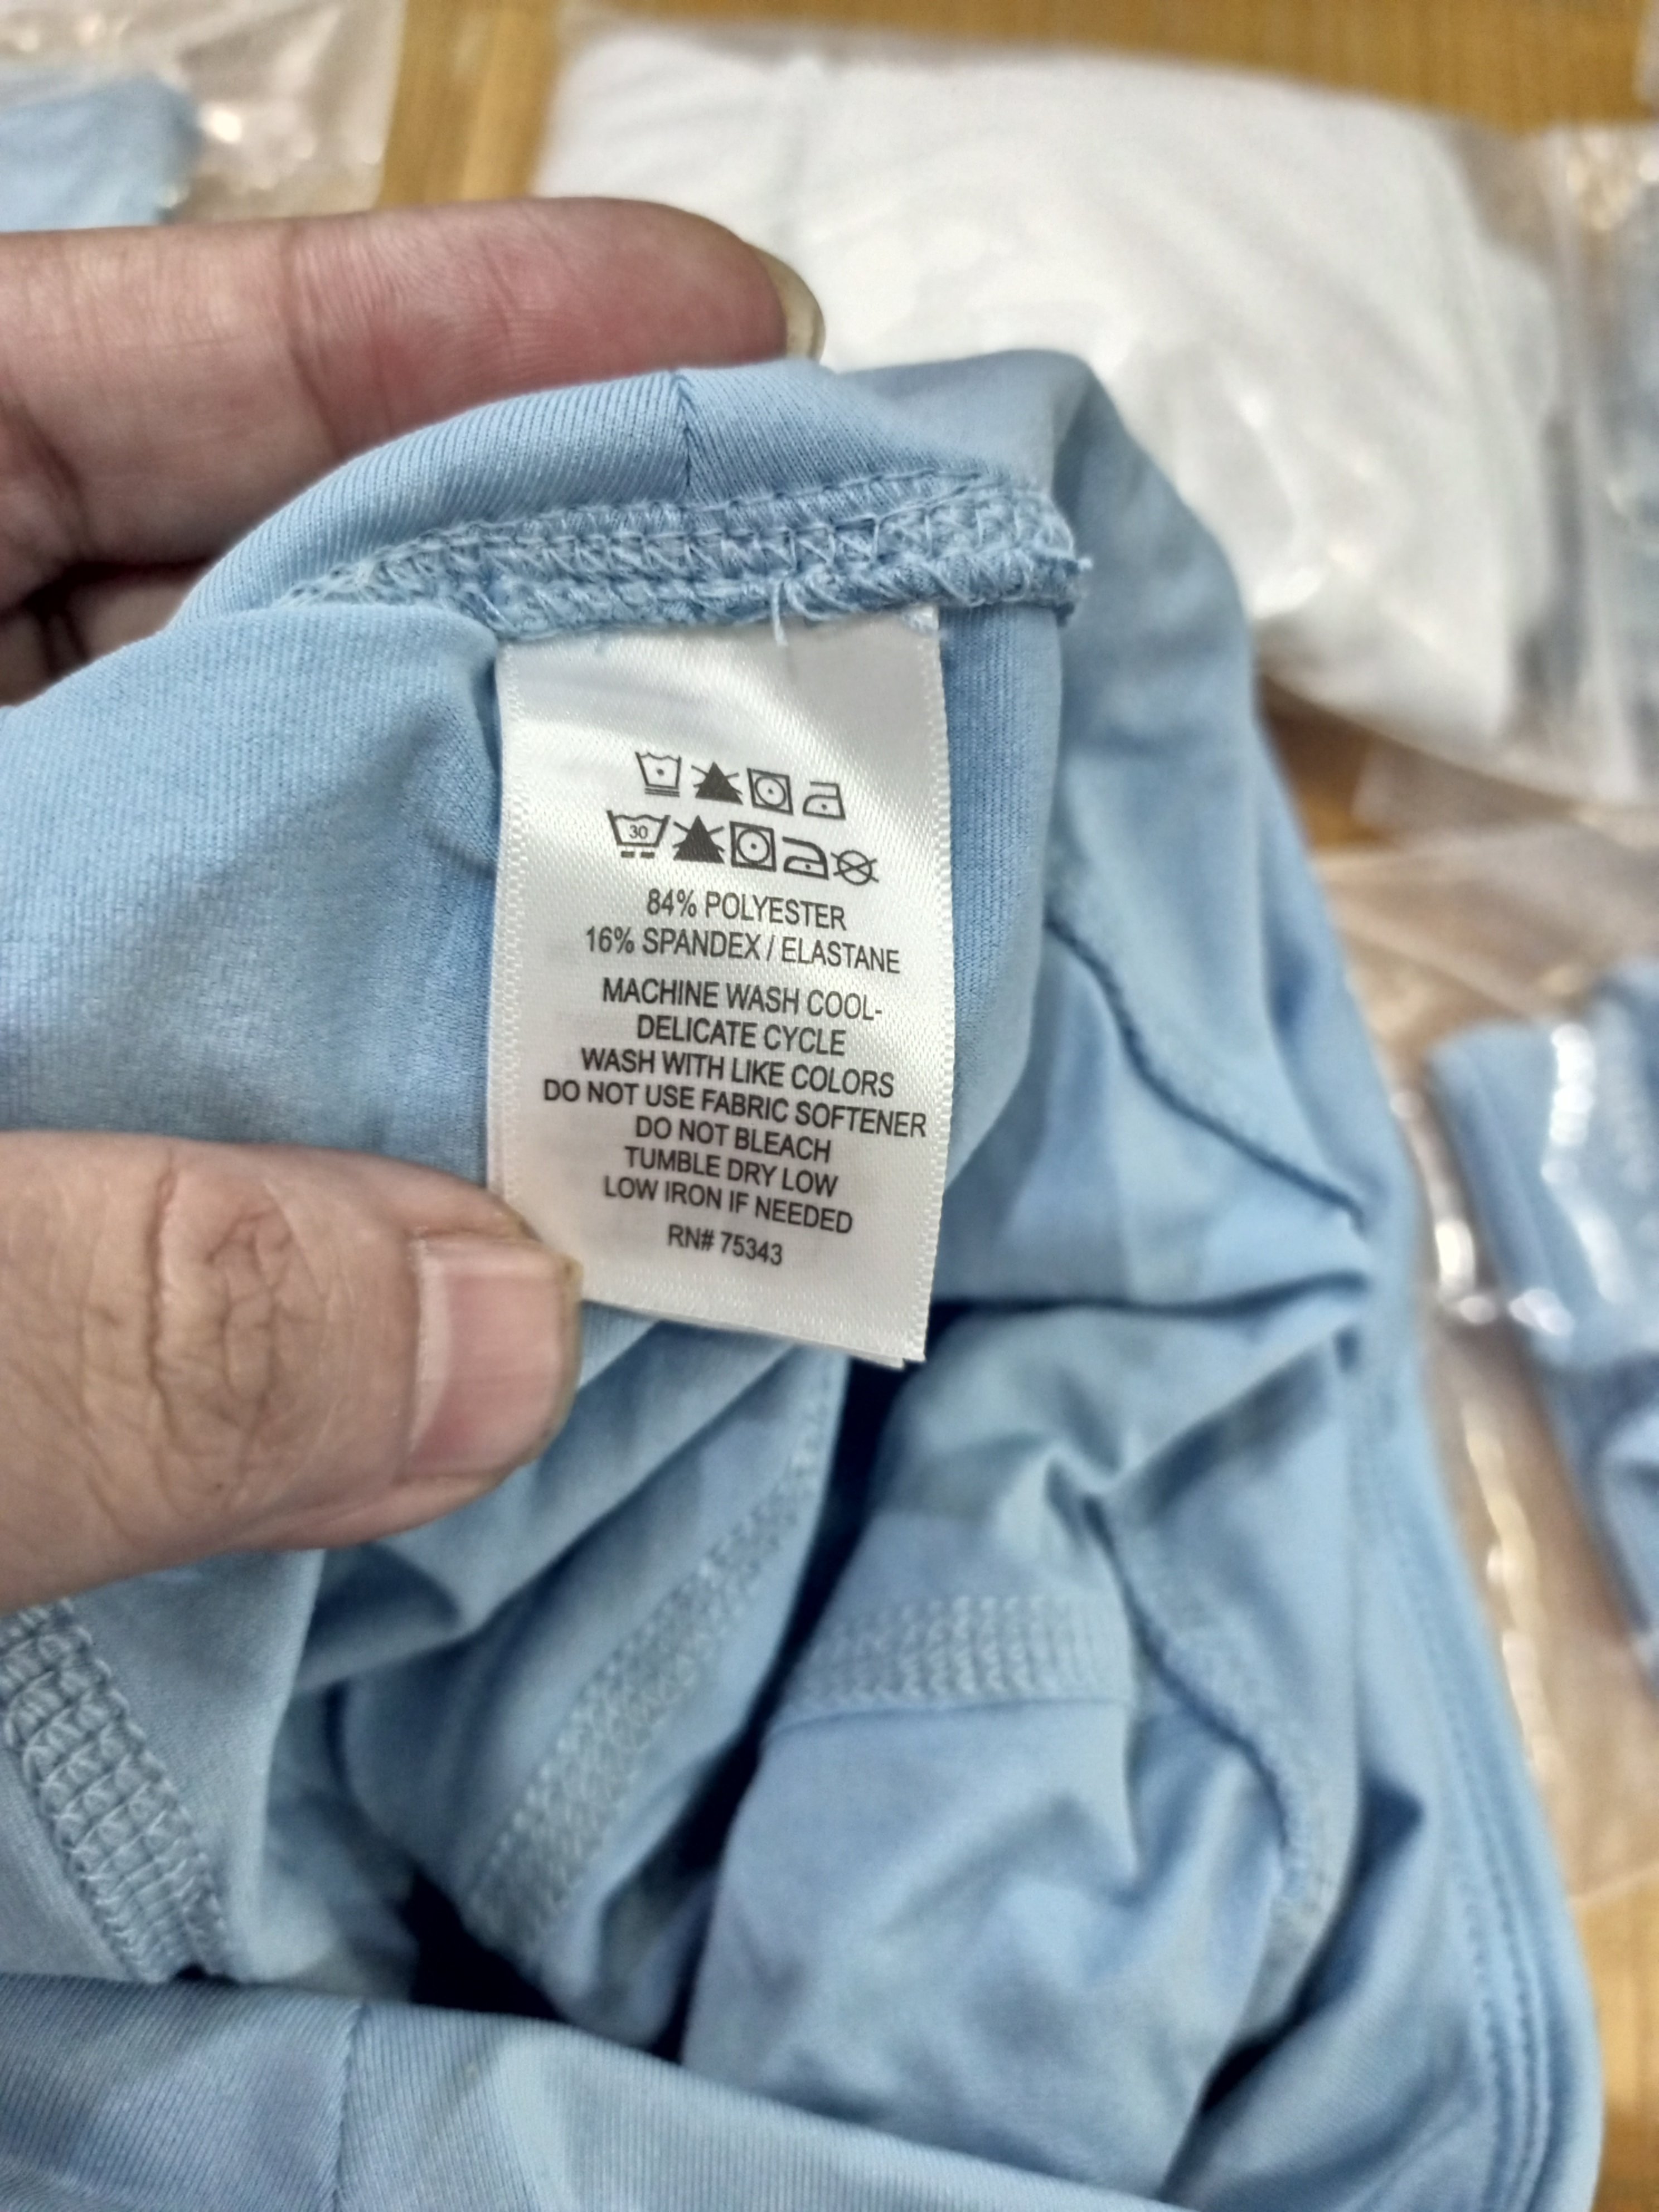 30
84% POLYESTER
16% SPANDEX / ELASTANE
MACHINE WASH COOL-
DELICATE CYCLE
WASH WITH LIKE COLORS
DO NOT USE FABRIC SOFTENER
DO NOT BLEACH
TUMBLE DRY LOW
LOW IRON IF NEEDED
RN# 75343